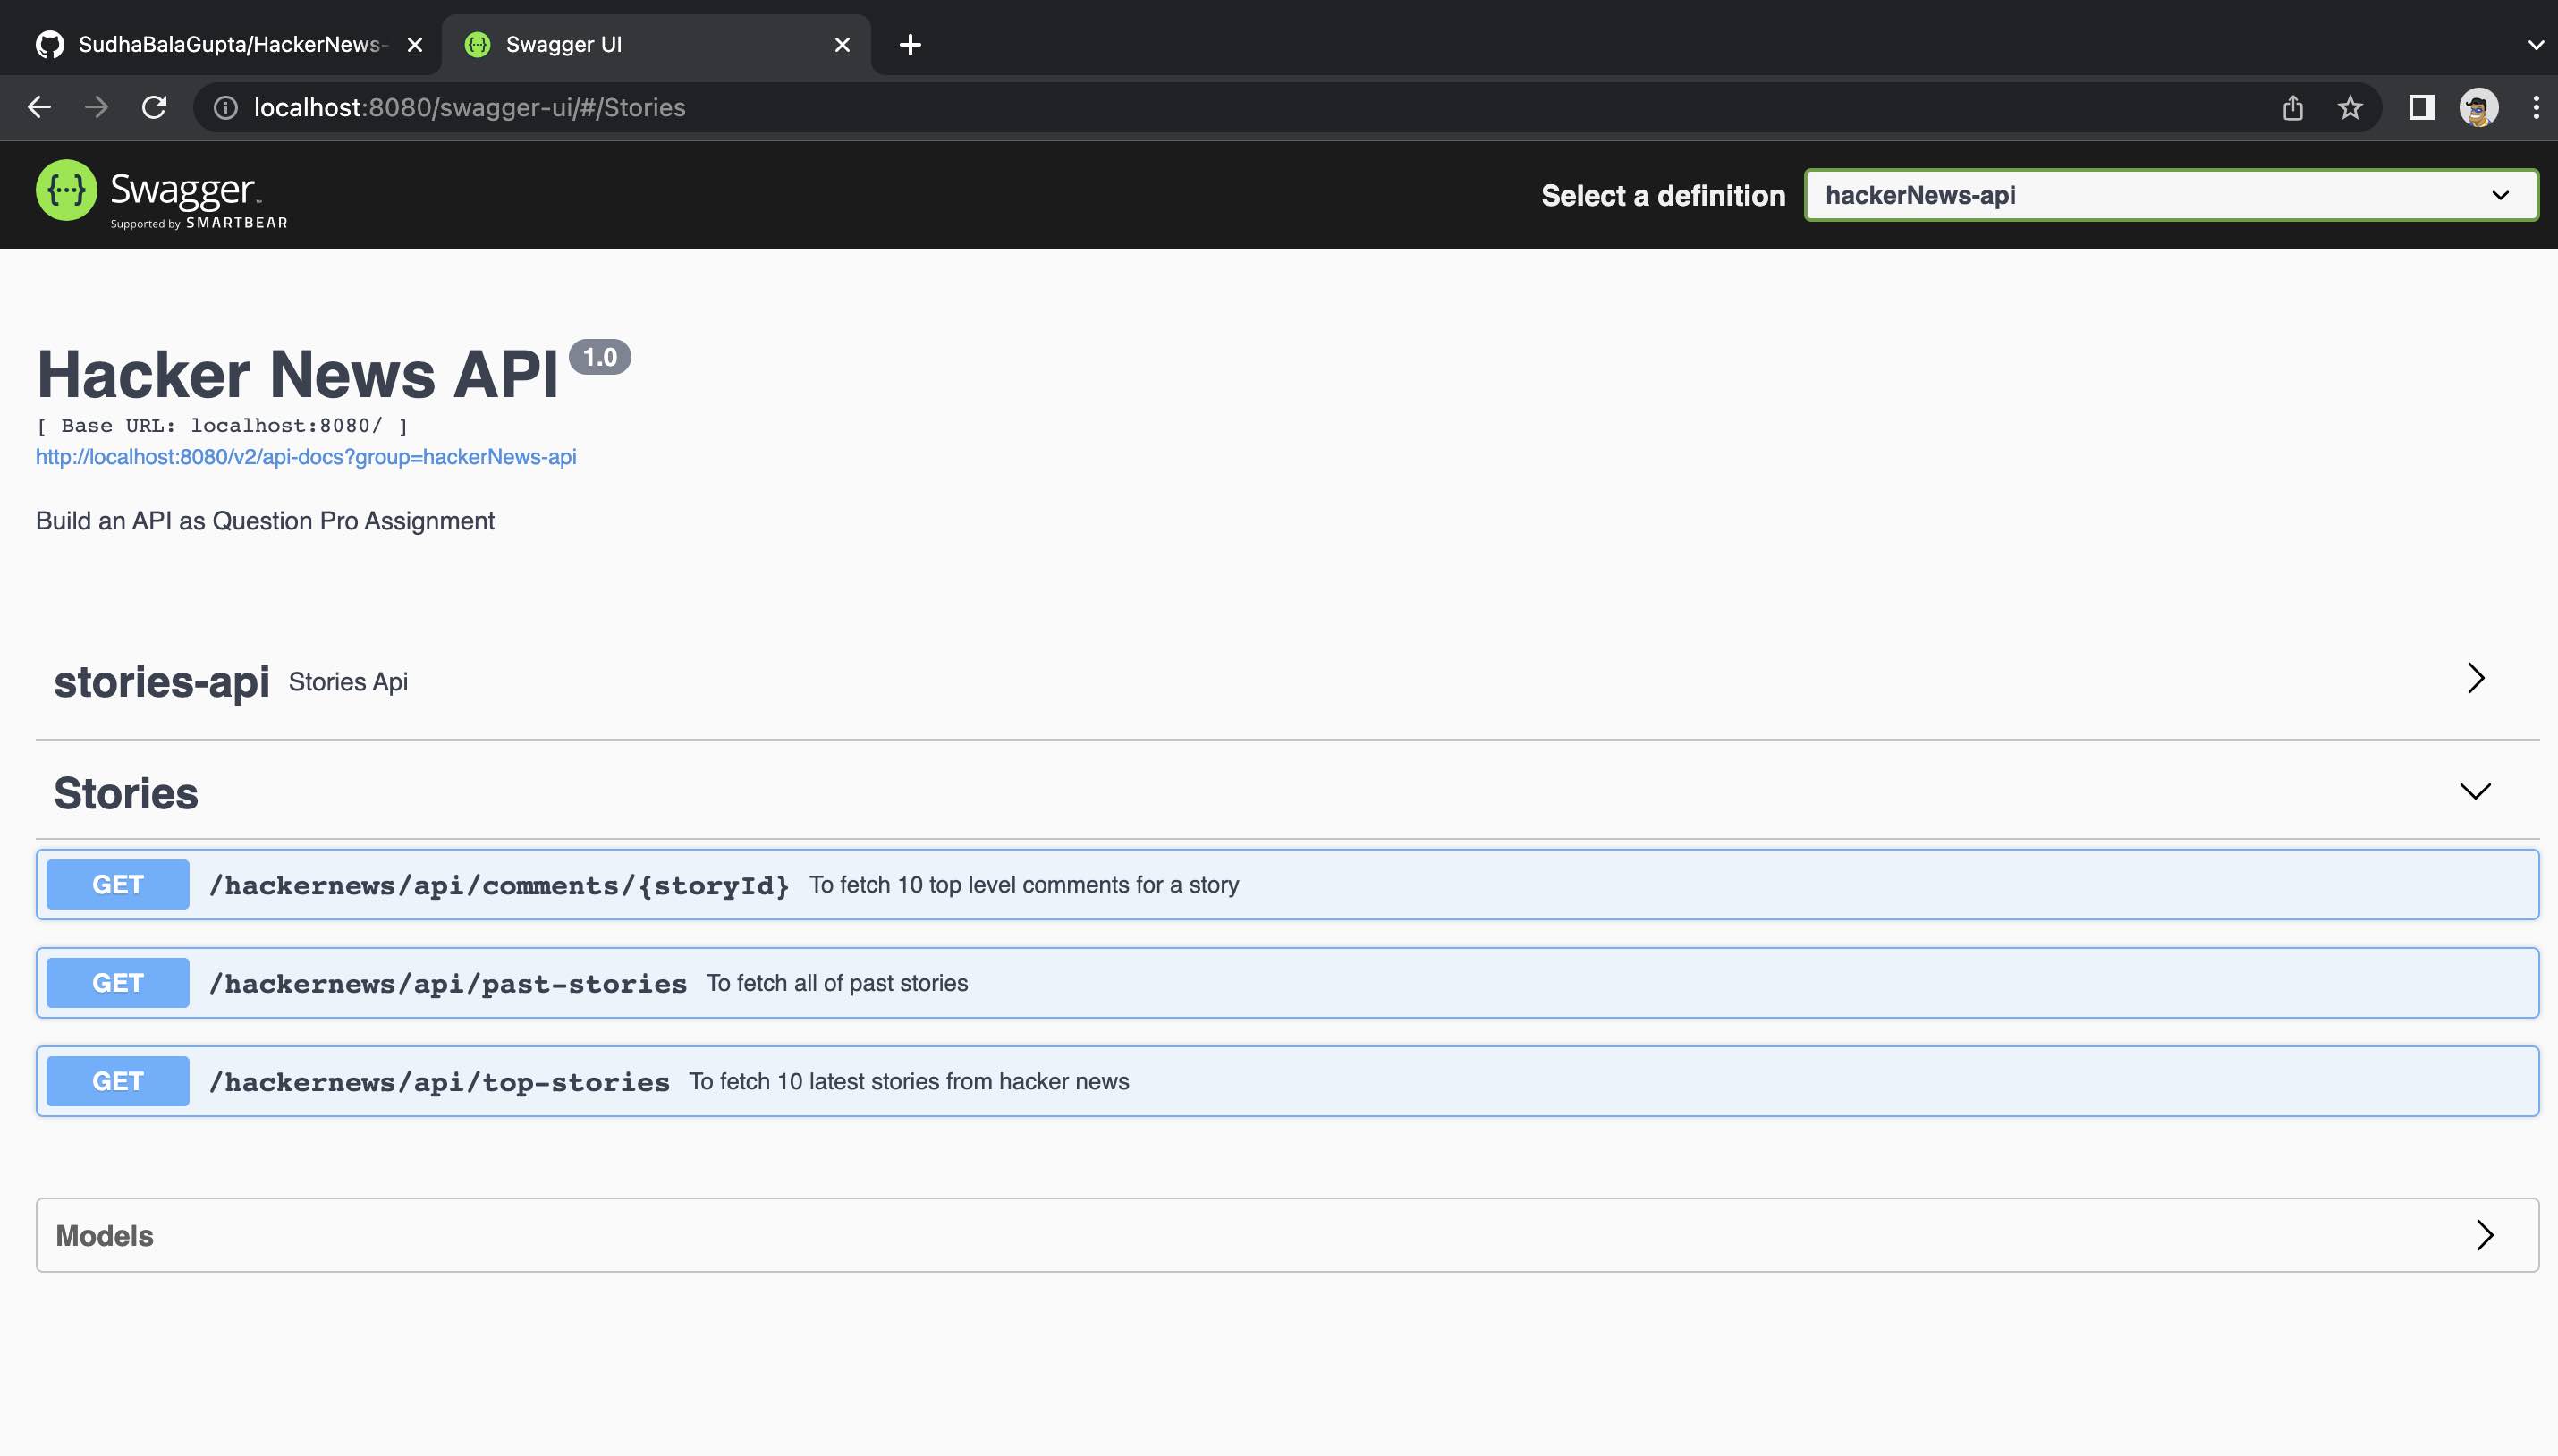 SudhaBalaGupta/HackerNews-
Swagger UI
localhost:8080/swagger-ui/#/Stories
Swagger
Supported by SMARTBEAR
Select a definition
hackerNews-api
Hacker News API 1.0
[ Base URL: localhost:8080/ ]
http://localhost:8080/v2/api-docs?group=hackerNews-api
Build an API as Question Pro Assignment
stories-api Stories Api
Stories
GET /hackernews/api/comments/{storyId} To fetch 10 top level comments for a story
GET /hackernews/api/past-stories To fetch all of past stories
GET /hackernews/api/top-stories To fetch 10 latest stories from hacker news
Models